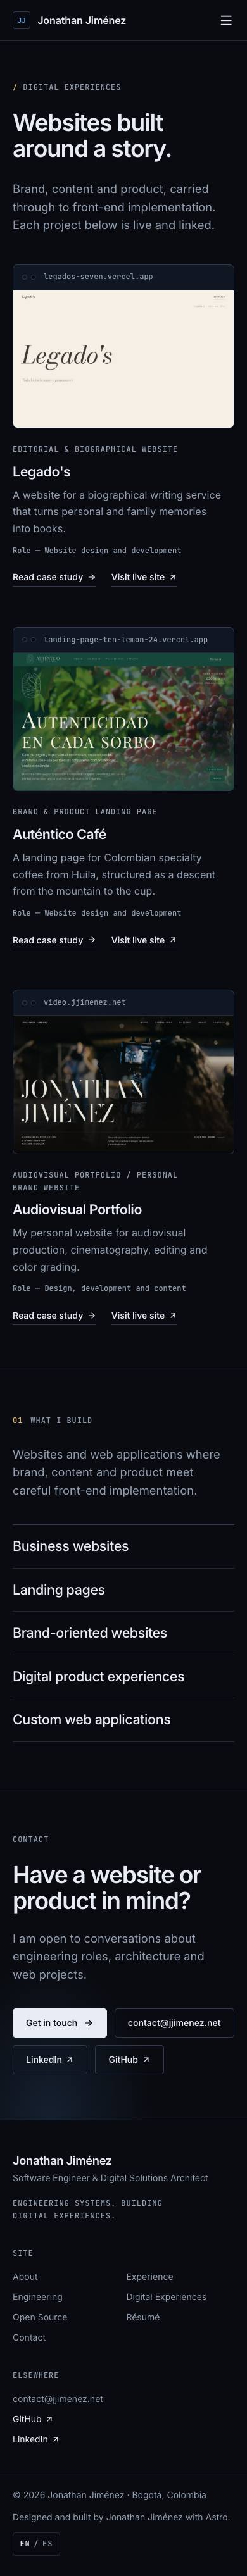 JJ Jonathan Jiménez
/ DIGITAL EXPERIENCES
Websites built
around a story.
Brand, content and product, carried
through to front-end implementation.
Each project below is live and linked.
legados-seven.vercel.app
Legado's
Legado's
EDITORIAL & BIOGRAPHICAL WEBSITE
Legado's
A website for a biographical writing service
that turns personal and family memories
into books.
Role — Website design and development
Read case study → Visit live site ↗
landing-page-ten-lemon-24.vercel.app
AUTENTICIDAD
EN CADA SORBO
BRAND & PRODUCT LANDING PAGE
Auténtico Café
A landing page for Colombian specialty
coffee from Huila, structured as a descent
from the mountain to the cup.
Role — Website design and development
Read case study → Visit live site ↗
video.jjimenez.net
JONATHAN
JIMÉNEZ
AUDIOVISUAL PORTFOLIO / PERSONAL
BRAND WEBSITE
Audiovisual Portfolio
My personal website for audiovisual
production, cinematography, editing and
color grading.
Role — Design, development and content
Read case study → Visit live site ↗
01 WHAT I BUILD
Websites and web applications where
brand, content and product meet
careful front-end implementation.
Business websites
Landing pages
Brand-oriented websites
Digital product experiences
Custom web applications
CONTACT
Have a website or
product in mind?
I am open to conversations about
engineering roles, architecture and
web projects.
Get in touch → contact@jjimenez.net
LinkedIn ↗ GitHub ↗
Jonathan Jiménez
Software Engineer & Digital Solutions Architect
ENGINEERING SYSTEMS. BUILDING
DIGITAL EXPERIENCES.
SITE
About Experience
Engineering Digital Experiences
Open Source Résumé
Contact
ELSEWHERE
contact@jjimenez.net
GitHub ↗
LinkedIn ↗
© 2026 Jonathan Jiménez · Bogotá, Colombia
Designed and built by Jonathan Jiménez with Astro.
EN / ES